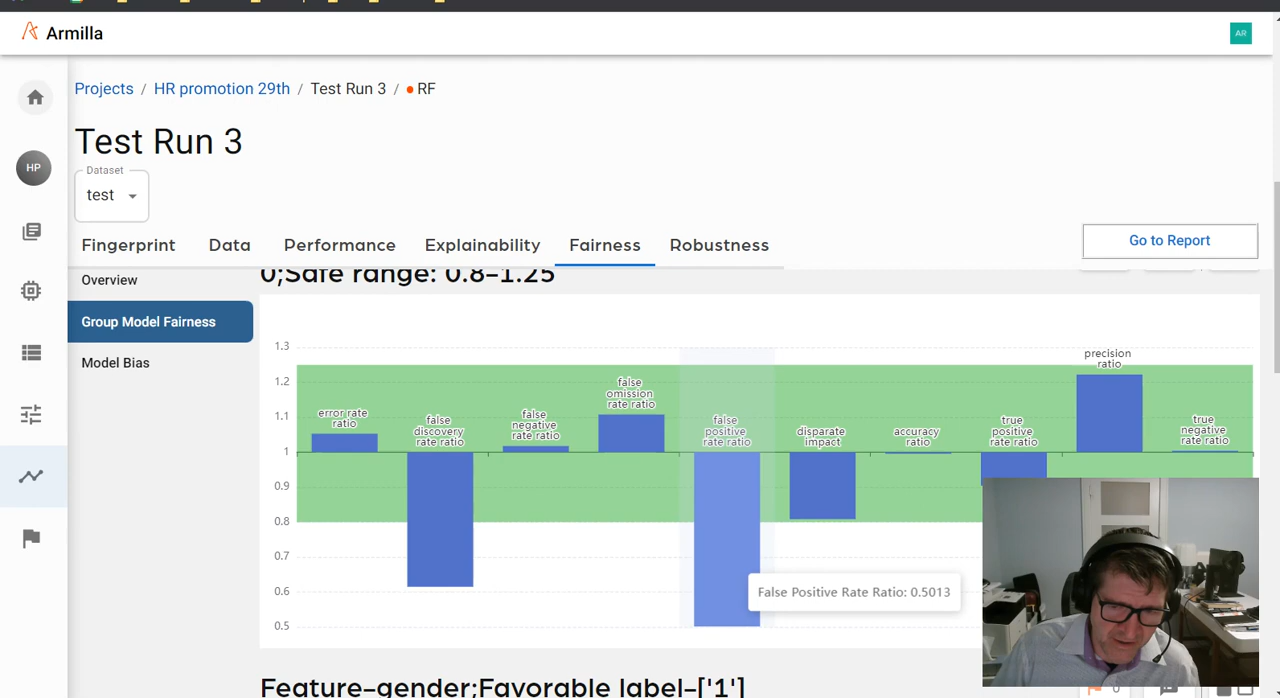 Armilla
AR
Projects / HR promotion 29th / Test Run 3 / RF
Test Run 3
HP
Dataset
test
Fingerprint
Data
Performance
Explainability
Fairness
Robustness
Go to Report
0;Safe range: 0.8-1.25
Overview
Group Model Fairness
Model Bias
1.3
1.2
1.1
1
0.9
0.8
0.7
0.6
0.5
error rate
ratio
false
discovery
rate ratio
false
negative
rate ratio
false
omission
rate ratio
false
positive
rate ratio
disparate
impact
accuracy
ratio
true
positive
rate ratio
precision
ratio
true
negative
rate ratio
False Positive Rate Ratio: 0.5013
Feature-gender;Favorable label-['1']
0